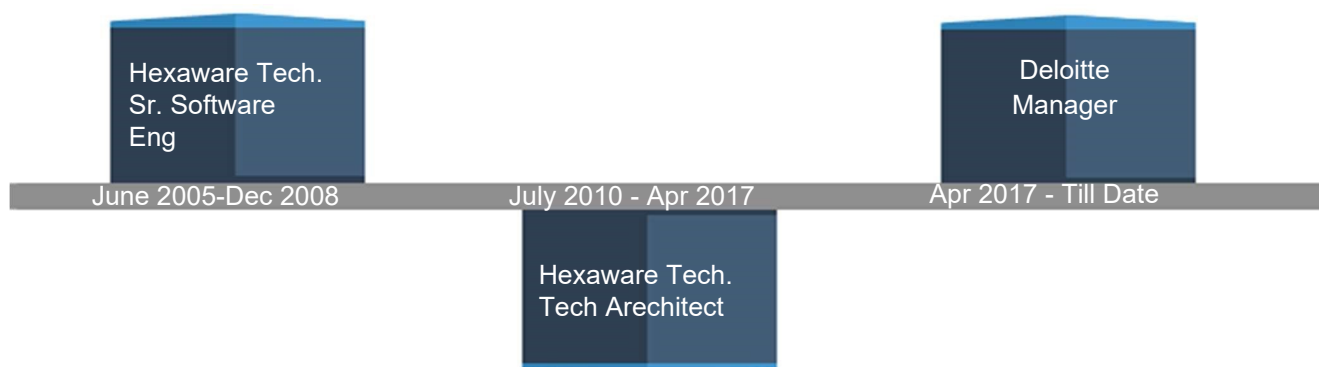 Hexaware Tech.
Sr. Software
Eng
Deloitte
Manager
June 2005-Dec 2008
July 2010 - Apr 2017
Apr 2017 - Till Date
Hexaware Tech.
Tech Arechitect